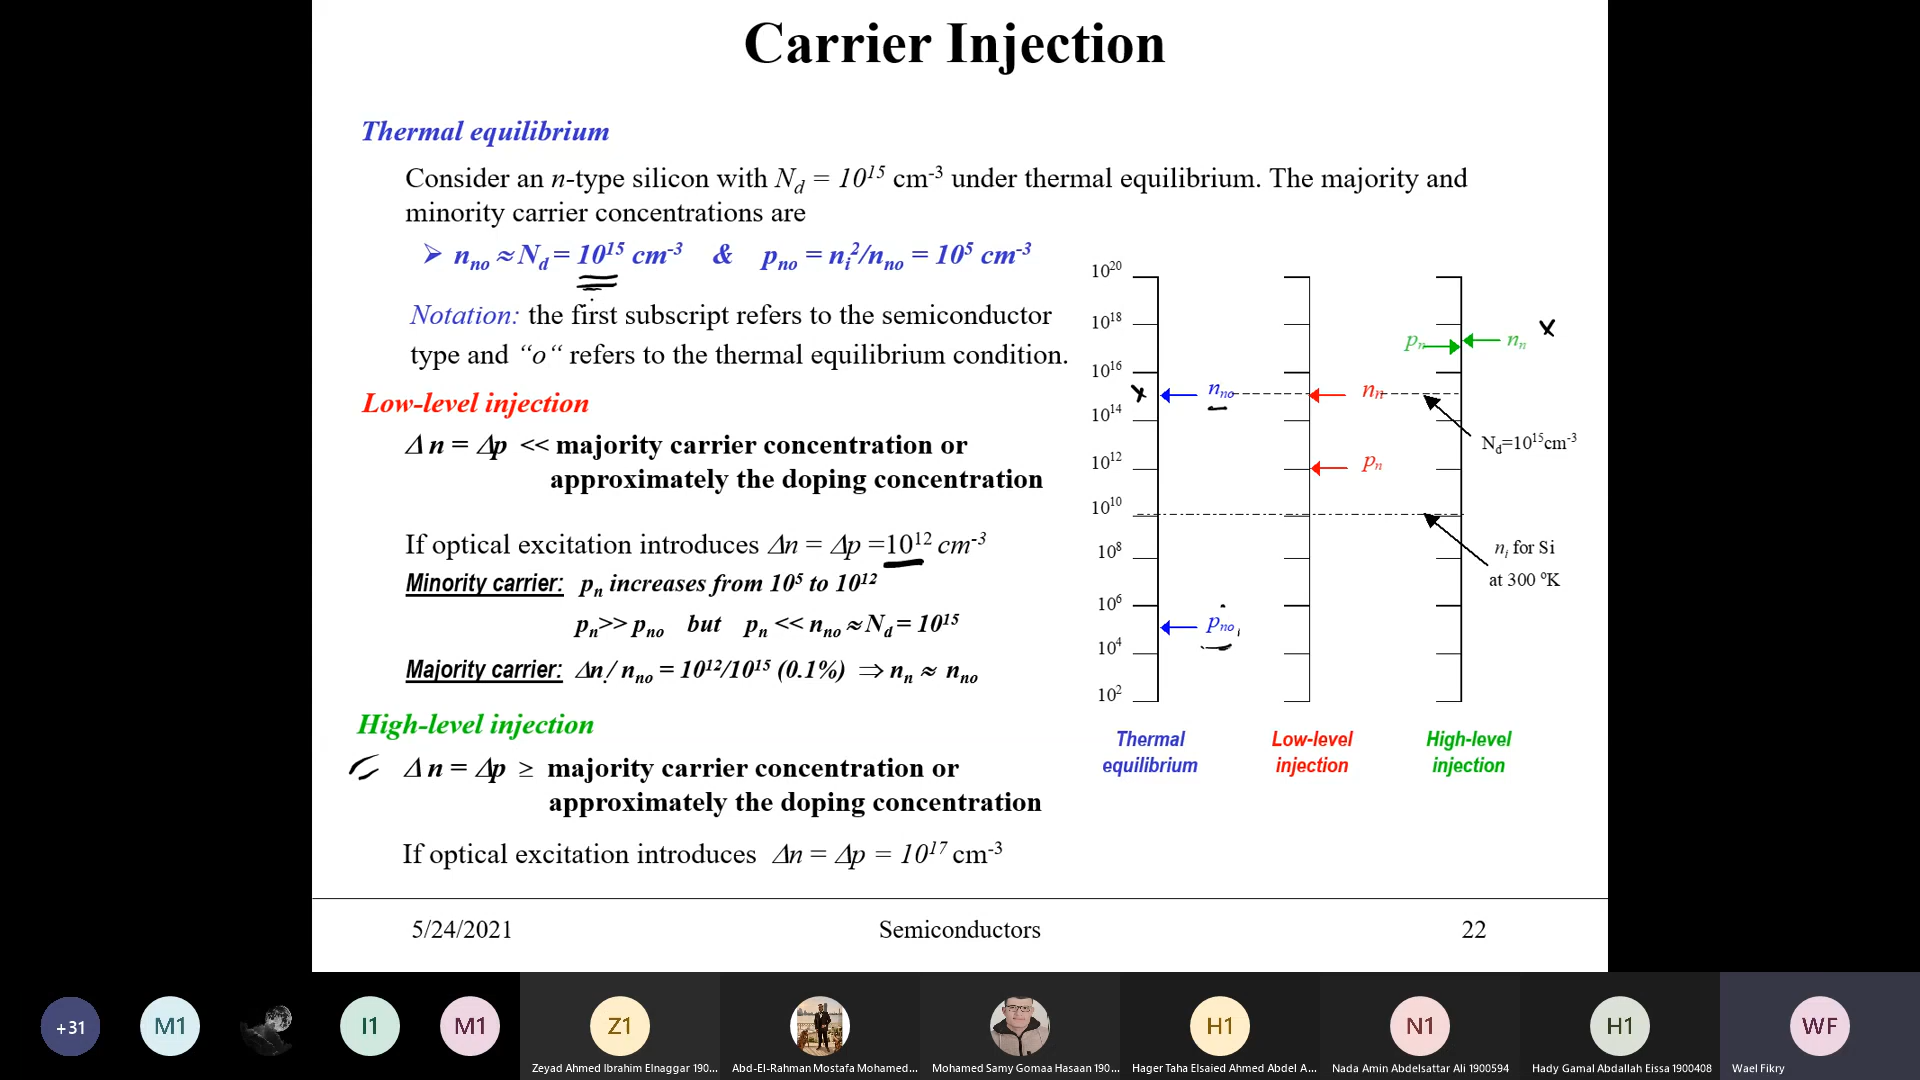 Carrier Injection
Thermal equilibrium
Consider an n-type silicon with Nd = 10^15 cm-3 under thermal equilibrium. The majority and
minority carrier concentrations are
➢ nno ≈ Nd = 10^15 cm-3 & pno = ni^2/nno = 10^5 cm-3
Notation: the first subscript refers to the semiconductor
type and “o“ refers to the thermal equilibrium condition.
Low-level injection
Δn = Δp << majority carrier concentration or
approximately the doping concentration
If optical excitation introduces Δn = Δp =10^12 cm-3
Minority carrier: pn increases from 10^5 to 10^12
pn>> pno but pn << nno ≈ Nd = 10^15
Majority carrier: Δn / nno = 10^12/10^15 (0.1%) ⇒ nn ≈ nno
High-level injection
Δn = Δp ≥ majority carrier concentration or
approximately the doping concentration
If optical excitation introduces Δn = Δp = 10^17 cm-3
10^20
10^18
pn nn x
10^16
x nno nn
10^14
Nd=10^15cm-3
10^12 pn
10^10
10^8 ni for Si
at 300 ºK
10^6
pno
10^4
10^2
Thermal
equilibrium
Low-level
injection
High-level
injection
5/24/2021 Semiconductors 22
+31 M1 I1 M1 Z1 H1 N1 H1 WF
Zeyad Ahmed Ibrahim Elnaggar 190...
Abd-El-Rahman Mostafa Mohamed...
Mohamed Samy Gomaa Hasaan 190...
Hager Taha Elsaied Ahmed Abdel A...
Nada Amin Abdelsattar Ali 1900594
Hady Gamal Abdallah Eissa 1900408
Wael Fikry